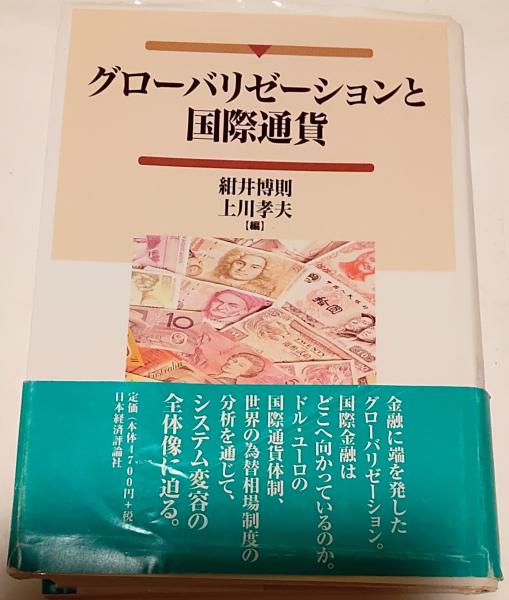 グローバリゼーションと
国際通貨
紺井博則
上川孝夫
【編】
10
Australia
拾圓
金融に端を発した
グローバリゼーション。
国際金融は
どこへ向かっているのか。
ドル・ユーロの
国際通貨体制、
世界の為替相場制度の
分析を通じて、
システム変容の
全体像に迫る。
定価(本体4700円+税)
日本経済評論社